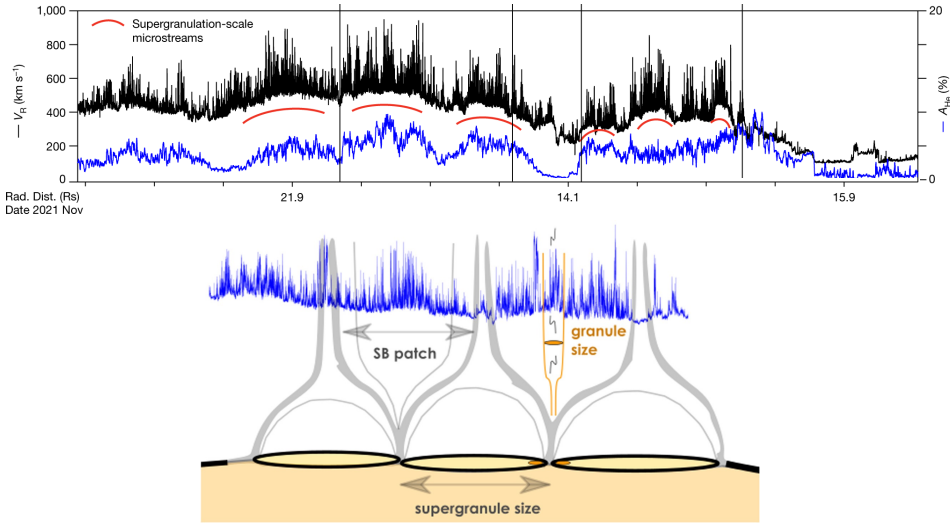 1,000
800
600
400
200
0
— V_R (km s⁻¹)
Supergranulation-scale
microstreams
20
0
— A_He (%)
Rad. Dist. (Rs)
21.9
14.1
15.9
Date 2021 Nov
SB patch
granule
size
supergranule size